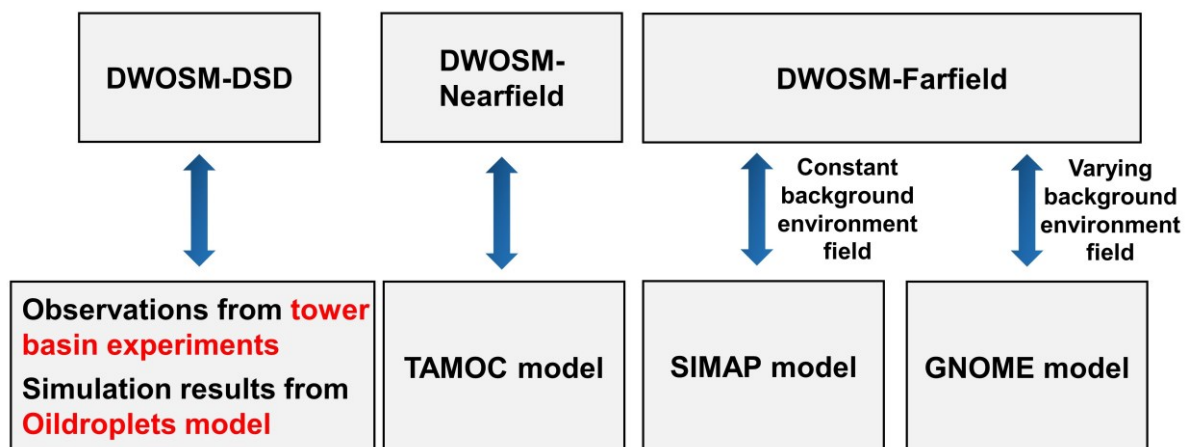 DWOSM-DSD
DWOSM-
Nearfield
DWOSM-Farfield
Constant
background
environment
field
Varying
background
environment
field
Observations from tower
basin experiments
Simulation results from
Oildroplets model
TAMOC model
SIMAP model
GNOME model